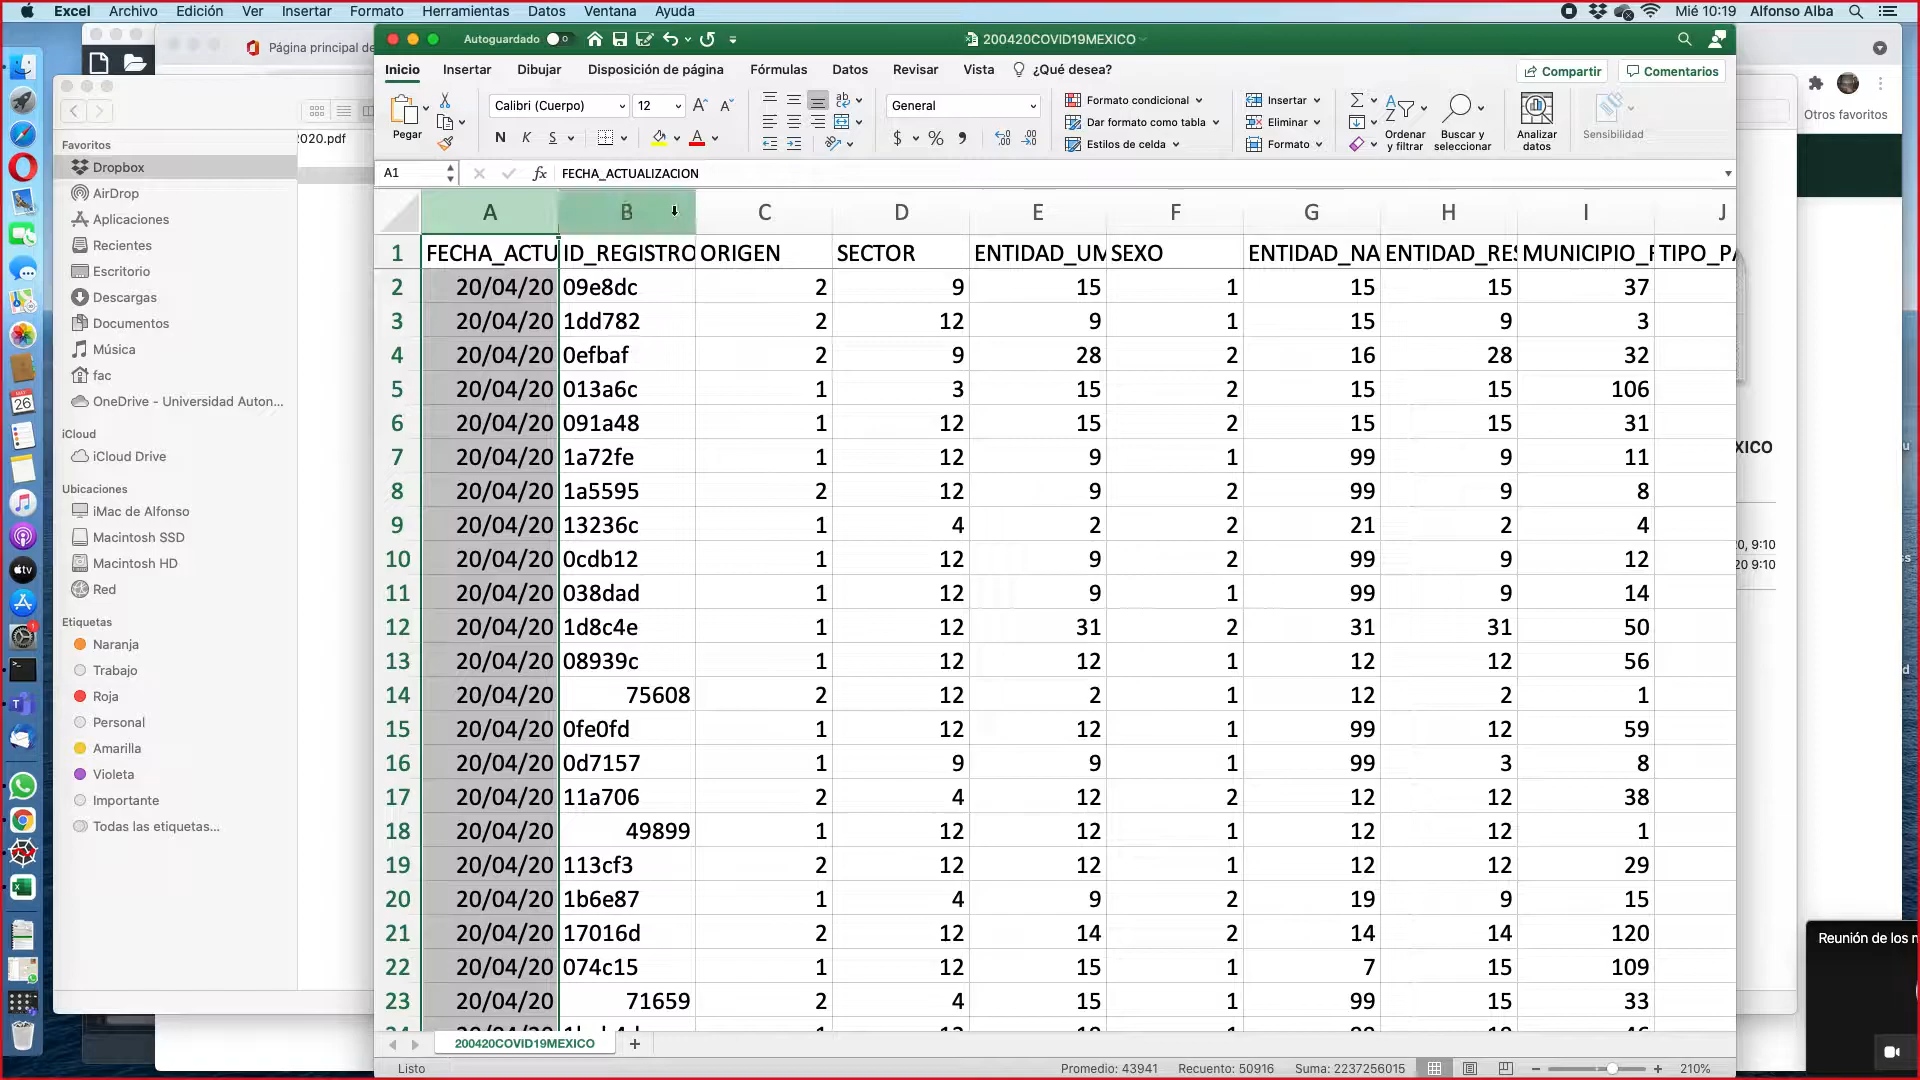 Excel Archivo Edición Ver Insertar Formato Herramientas Datos Ventana Ayuda Mié 10:19 Alfonso Alba
Autoguardado 200420COVID19MEXICO
Página principal de
Inicio Insertar Dibujar Disposición de página Fórmulas Datos Revisar Vista ¿Qué desea? Compartir Comentarios
Pegar Calibri (Cuerpo) 12 General Formato condicional Insertar
Dar formato como tabla Eliminar
Estilos de celda Formato
N K S
Ordenar y filtrar
Buscar y seleccionar
Analizar datos
Sensibilidad
Otros favoritos
A1 fx FECHA_ACTUALIZACION
A B C D E F G H I J
1 FECHA_ACTU ID_REGISTRO ORIGEN SECTOR ENTIDAD_UM SEXO ENTIDAD_NA ENTIDAD_RES MUNICIPIO_R TIPO_PA
2 20/04/20 09e8dc 2 9 15 1 15 15 37
3 20/04/20 1dd782 2 12 9 1 15 9 3
4 20/04/20 0efbaf 2 9 28 2 16 28 32
5 20/04/20 013a6c 1 3 15 2 15 15 106
6 20/04/20 091a48 1 12 15 2 15 15 31
7 20/04/20 1a72fe 1 12 9 1 99 9 11
8 20/04/20 1a5595 2 12 9 2 99 9 8
9 20/04/20 13236c 1 4 2 2 21 2 4
10 20/04/20 0cdb12 1 12 9 2 99 9 12
11 20/04/20 038dad 1 12 9 1 99 9 14
12 20/04/20 1d8c4e 1 12 31 2 31 31 50
13 20/04/20 08939c 1 12 12 1 12 12 56
14 20/04/20 75608 2 12 2 1 12 2 1
15 20/04/20 0fe0fd 1 12 12 1 99 12 59
16 20/04/20 0d7157 1 9 9 1 99 3 8
17 20/04/20 11a706 2 4 12 2 12 12 38
18 20/04/20 49899 1 12 12 1 12 12 1
19 20/04/20 113cf3 2 12 12 1 12 12 29
20 20/04/20 1b6e87 1 4 9 2 19 9 15
21 20/04/20 17016d 2 12 14 2 14 14 120
22 20/04/20 074c15 1 12 15 1 7 15 109
23 20/04/20 71659 2 4 15 1 99 15 33
200420COVID19MEXICO
Listo Promedio: 43941 Recuento: 50916 Suma: 2237256015 210%
Favoritos
Dropbox
AirDrop
Aplicaciones
Recientes
Escritorio
Descargas
Documentos
Música
fac
OneDrive - Universidad Auton...
iCloud
iCloud Drive
Ubicaciones
iMac de Alfonso
Macintosh SSD
Macintosh HD
Red
Etiquetas
Naranja
Trabajo
Roja
Personal
Amarilla
Violeta
Importante
Todas las etiquetas...
2020.pdf
26
tv
XICO
20, 9:10
20 9:10
Reunión de los